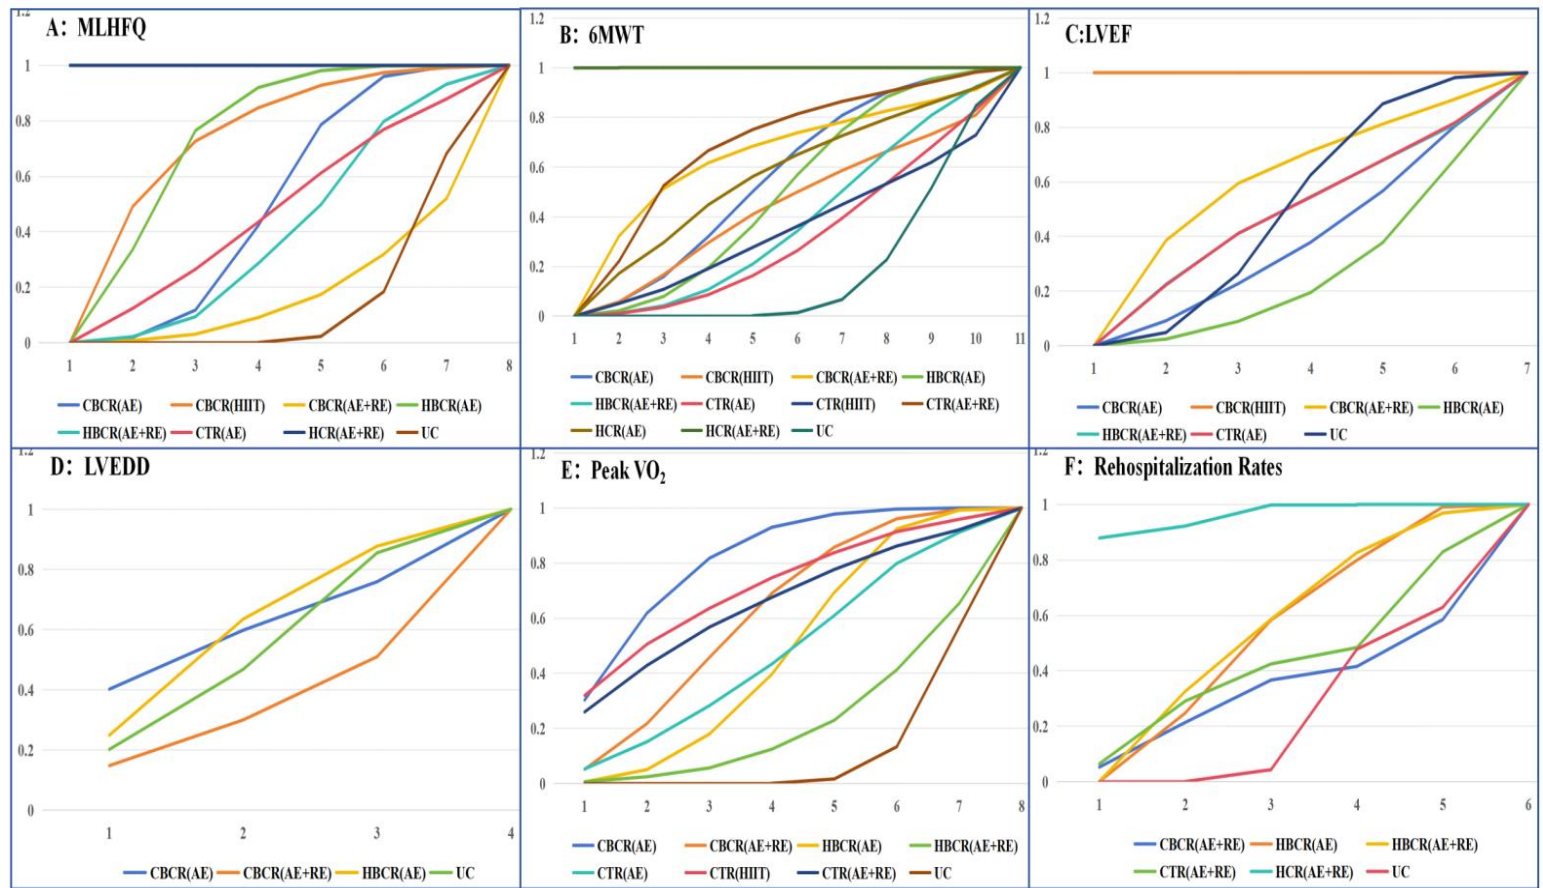 A: MLHFQ
1
0.8
0.6
0.4
0.2
0
1 2 3 4 5 6 7 8
CBCR(AE) CBCR(HIIT) CBCR(AE+RE) HBCR(AE)
HBCR(AE+RE) CTR(AE) HCR(AE+RE) UC
B: 6MWT
1.2
1
0.8
0.6
0.4
0.2
0
1 2 3 4 5 6 7 8 9 10 11
CBCR(AE) CBCR(HIIT) CBCR(AE+RE) HBCR(AE)
HBCR(AE+RE) CTR(AE) CTR(HIIT) CTR(AE+RE)
HCR(AE) HCR(AE+RE) UC
C:LVEF
1.2
1
0.8
0.6
0.4
0.2
0
1 2 3 4 5 6 7
CBCR(AE) CBCR(HIIT) CBCR(AE+RE) HBCR(AE)
HBCR(AE+RE) CTR(AE) UC
D: LVEDD
1
0.8
0.6
0.4
0.2
0
1 2 3 4
CBCR(AE) CBCR(AE+RE) HBCR(AE) UC
E: Peak VO₂
1.2
1
0.8
0.6
0.4
0.2
0
1 2 3 4 5 6 7 8
CBCR(AE) CBCR(AE+RE) HBCR(AE) HBCR(AE+RE)
CTR(AE) CTR(HIIT) CTR(AE+RE) UC
F: Rehospitalization Rates
1
0.8
0.6
0.4
0.2
0
1 2 3 4 5 6
CBCR(AE+RE) HBCR(AE) HBCR(AE+RE)
CTR(AE+RE) HCR(AE+RE) UC